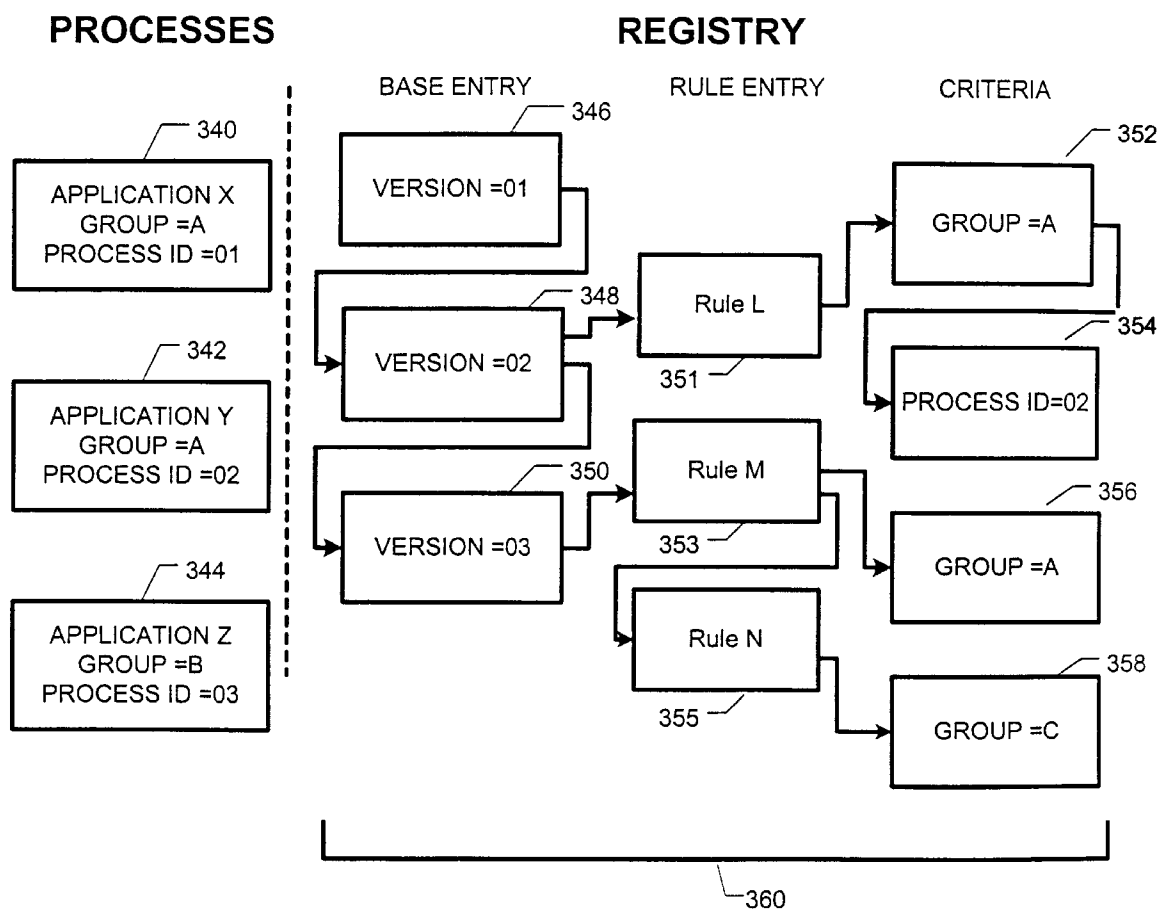 PROCESSES
REGISTRY
BASE ENTRY
RULE ENTRY
CRITERIA
340
APPLICATION X
GROUP =A
PROCESS ID =01
342
APPLICATION Y
GROUP =A
PROCESS ID =02
344
APPLICATION Z
GROUP =B
PROCESS ID =03
346
VERSION =01
348
VERSION =02
350
VERSION =03
Rule L
351
Rule M
353
Rule N
355
352
GROUP =A
354
PROCESS ID=02
356
GROUP =A
358
GROUP =C
360